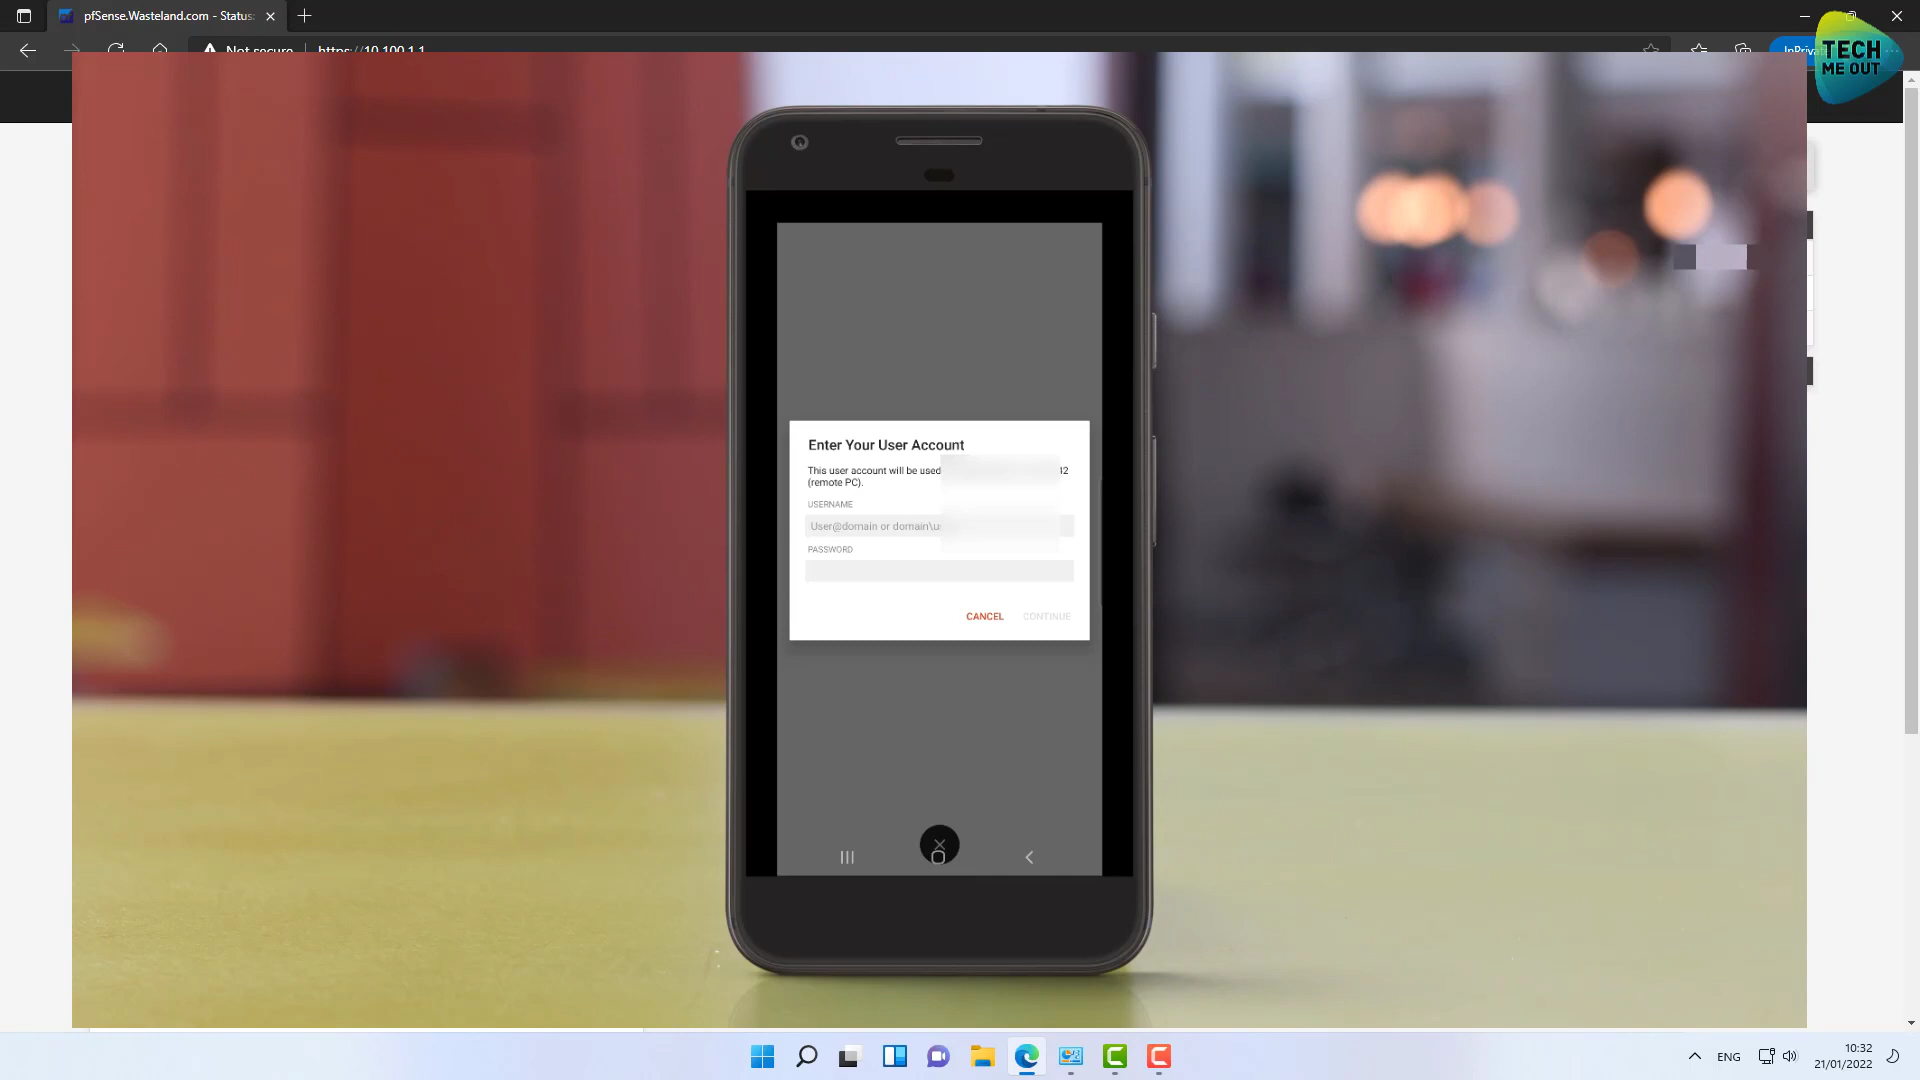 pfSense.Wasteland.com - Status:
Not secure
https://10.100.1.1
InPrivate
TECH
ME OUT
Enter Your User Account
This user account will be used
(remote PC).
USERNAME
User@domain or domain\us
PASSWORD
CANCEL
CONTINUE
ENG
10:32
21/01/2022